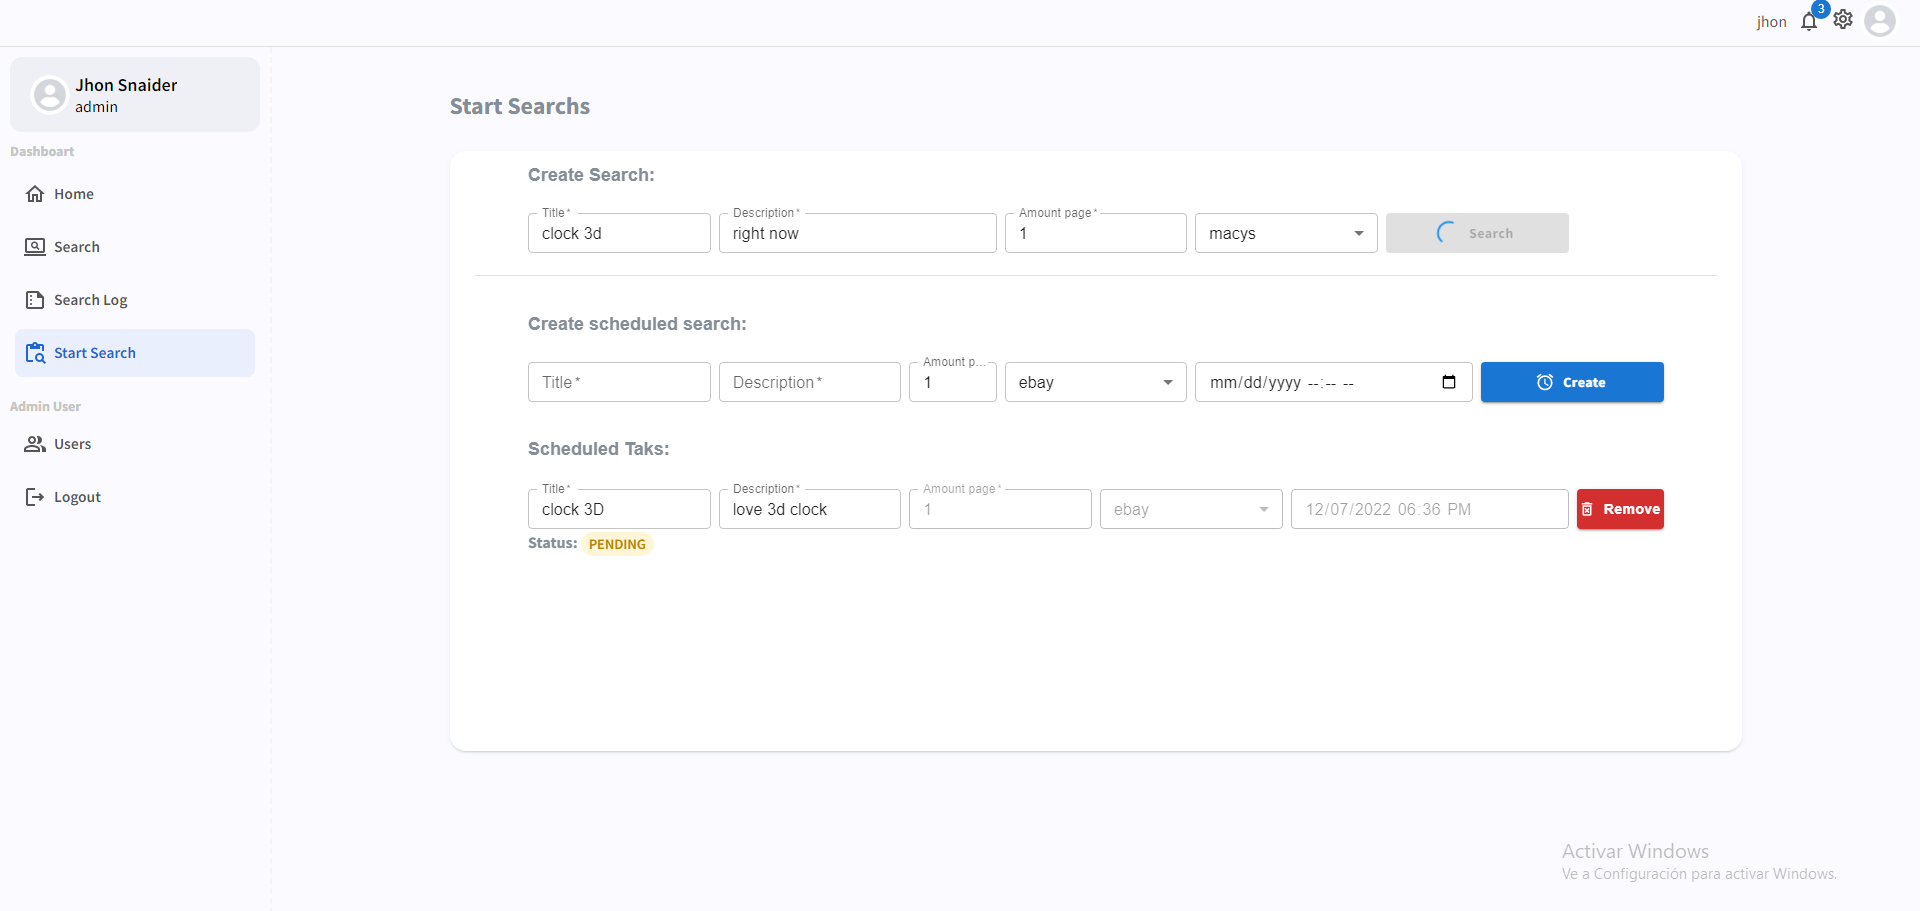 jhon 3
Jhon Snaider
admin
Dashboart
Home
Search
Search Log
Start Search
Admin User
Users
Logout
Start Searchs
Create Search:
Title * Description * Amount page *
clock 3d right now 1 macys Search
Create scheduled search:
Amount p...
Title * Description * 1 ebay mm/dd/yyyy --:-- -- Create
Scheduled Taks:
Title * Description * Amount page *
clock 3D love 3d clock 1 ebay 12/07/2022 06:36 PM Remove
Status: PENDING
Activar Windows
Ve a Configuración para activar Windows.